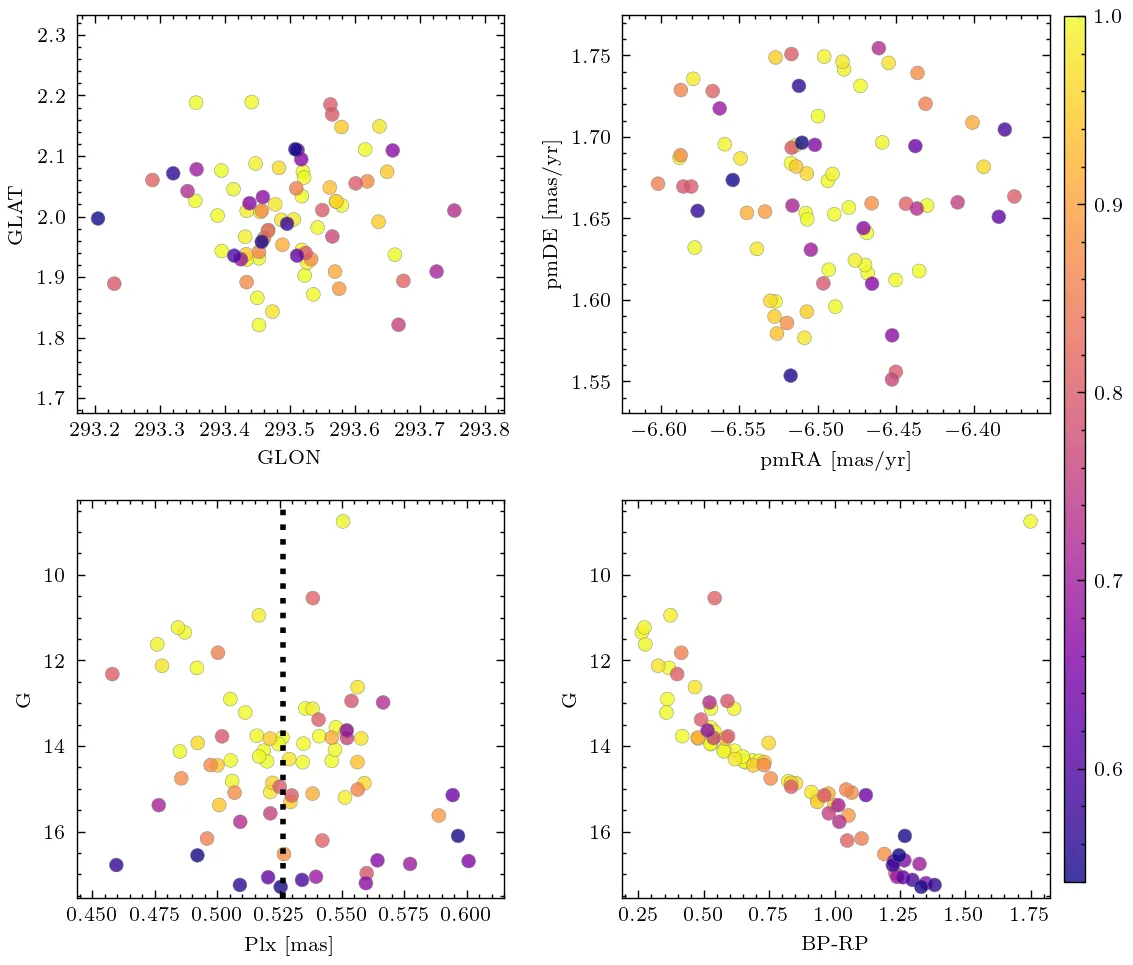 2.3
2.2
2.1
2.0
1.9
1.8
1.7
GLAT
293.2 293.3 293.4 293.5 293.6 293.7 293.8
GLON
1.75
1.70
1.65
1.60
1.55
pmDE [mas/yr]
−6.60 −6.55 −6.50 −6.45 −6.40
pmRA [mas/yr]
1.0
0.9
0.8
0.7
0.6
10
12
14
16
G
0.450 0.475 0.500 0.525 0.550 0.575 0.600
Plx [mas]
10
12
14
16
G
0.25 0.50 0.75 1.00 1.25 1.50 1.75
BP-RP